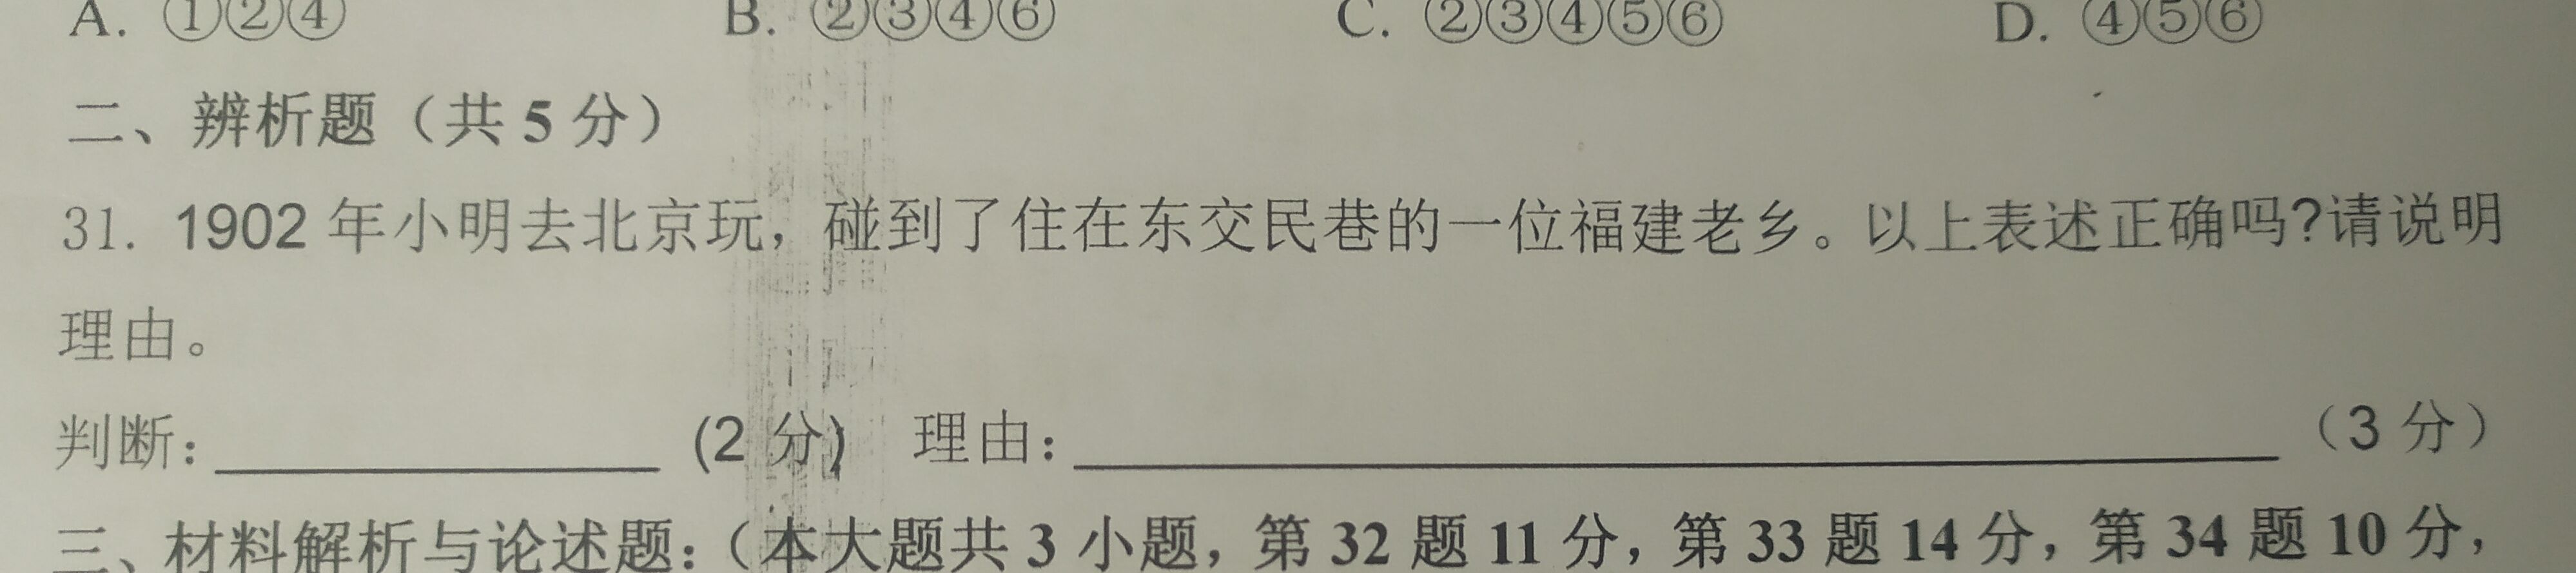 A. ①②④ B. ②③④⑥ C. ②③④⑤⑥ D. ④⑤⑥
二、辨析题（共 5 分）
31. 1902 年小明去北京玩，碰到了住在东交民巷的一位福建老乡。以上表述正确吗?请说明
理由。
判断：____________ (2 分) 理由：________________________________（3 分）
三、材料解析与论述题：（本大题共 3 小题，第 32 题 11 分，第 33 题 14 分，第 34 题 10 分，